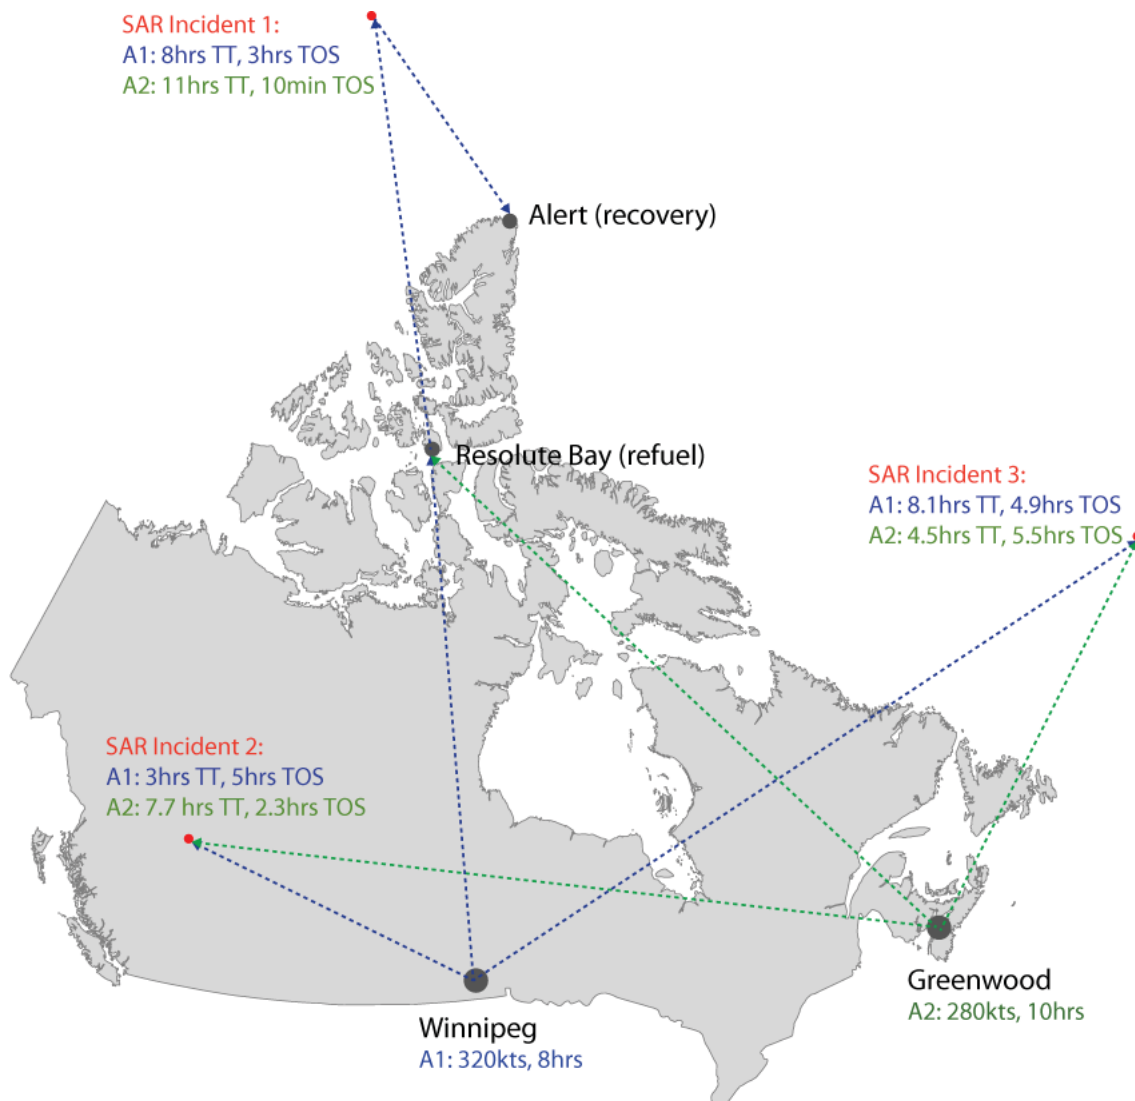 SAR Incident 1:
A1: 8hrs TT, 3hrs TOS
A2: 11hrs TT, 10min TOS
Alert (recovery)
Resolute Bay (refuel)
SAR Incident 3:
A1: 8.1hrs TT, 4.9hrs TOS
A2: 4.5hrs TT, 5.5hrs TOS
SAR Incident 2:
A1: 3hrs TT, 5hrs TOS
A2: 7.7 hrs TT, 2.3hrs TOS
Greenwood
A2: 280kts, 10hrs
Winnipeg
A1: 320kts, 8hrs